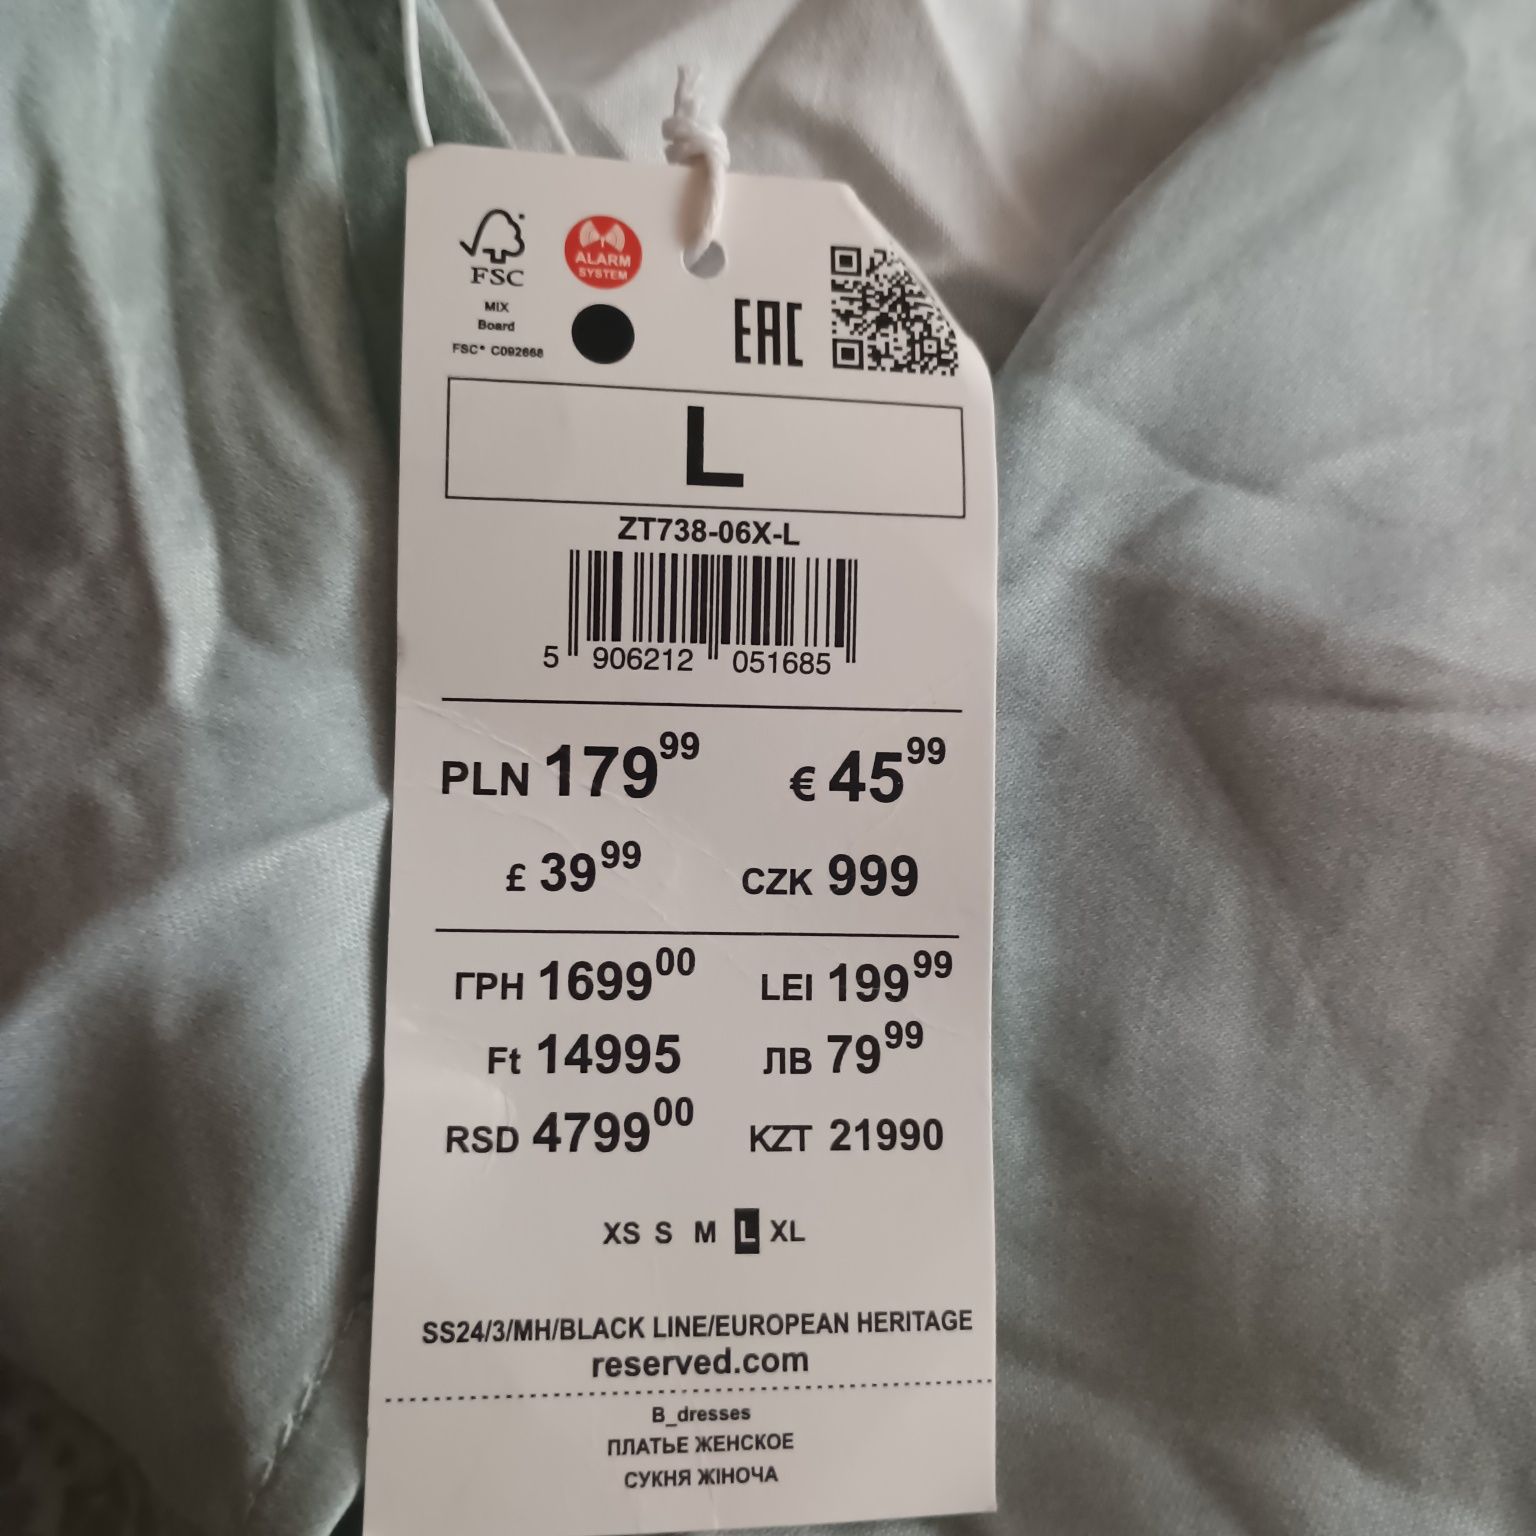 FSC
MIX
Board
FSC® C092668
ALARM
SYSTEM
EAC
L
ZT738-06X-L
5 906212 051685
PLN 179 99 € 45 99
£ 39 99 CZK 999
ГРН 1699 00 LEI 199 99
Ft 14995 ЛВ 79 99
RSD 4799 00 KZT 21990
XS S M L XL
SS24/3/MH/BLACK LINE/EUROPEAN HERITAGE
reserved.com
B_dresses
ПЛАТЬЕ ЖЕНСКОЕ
СУКНЯ ЖІНОЧА